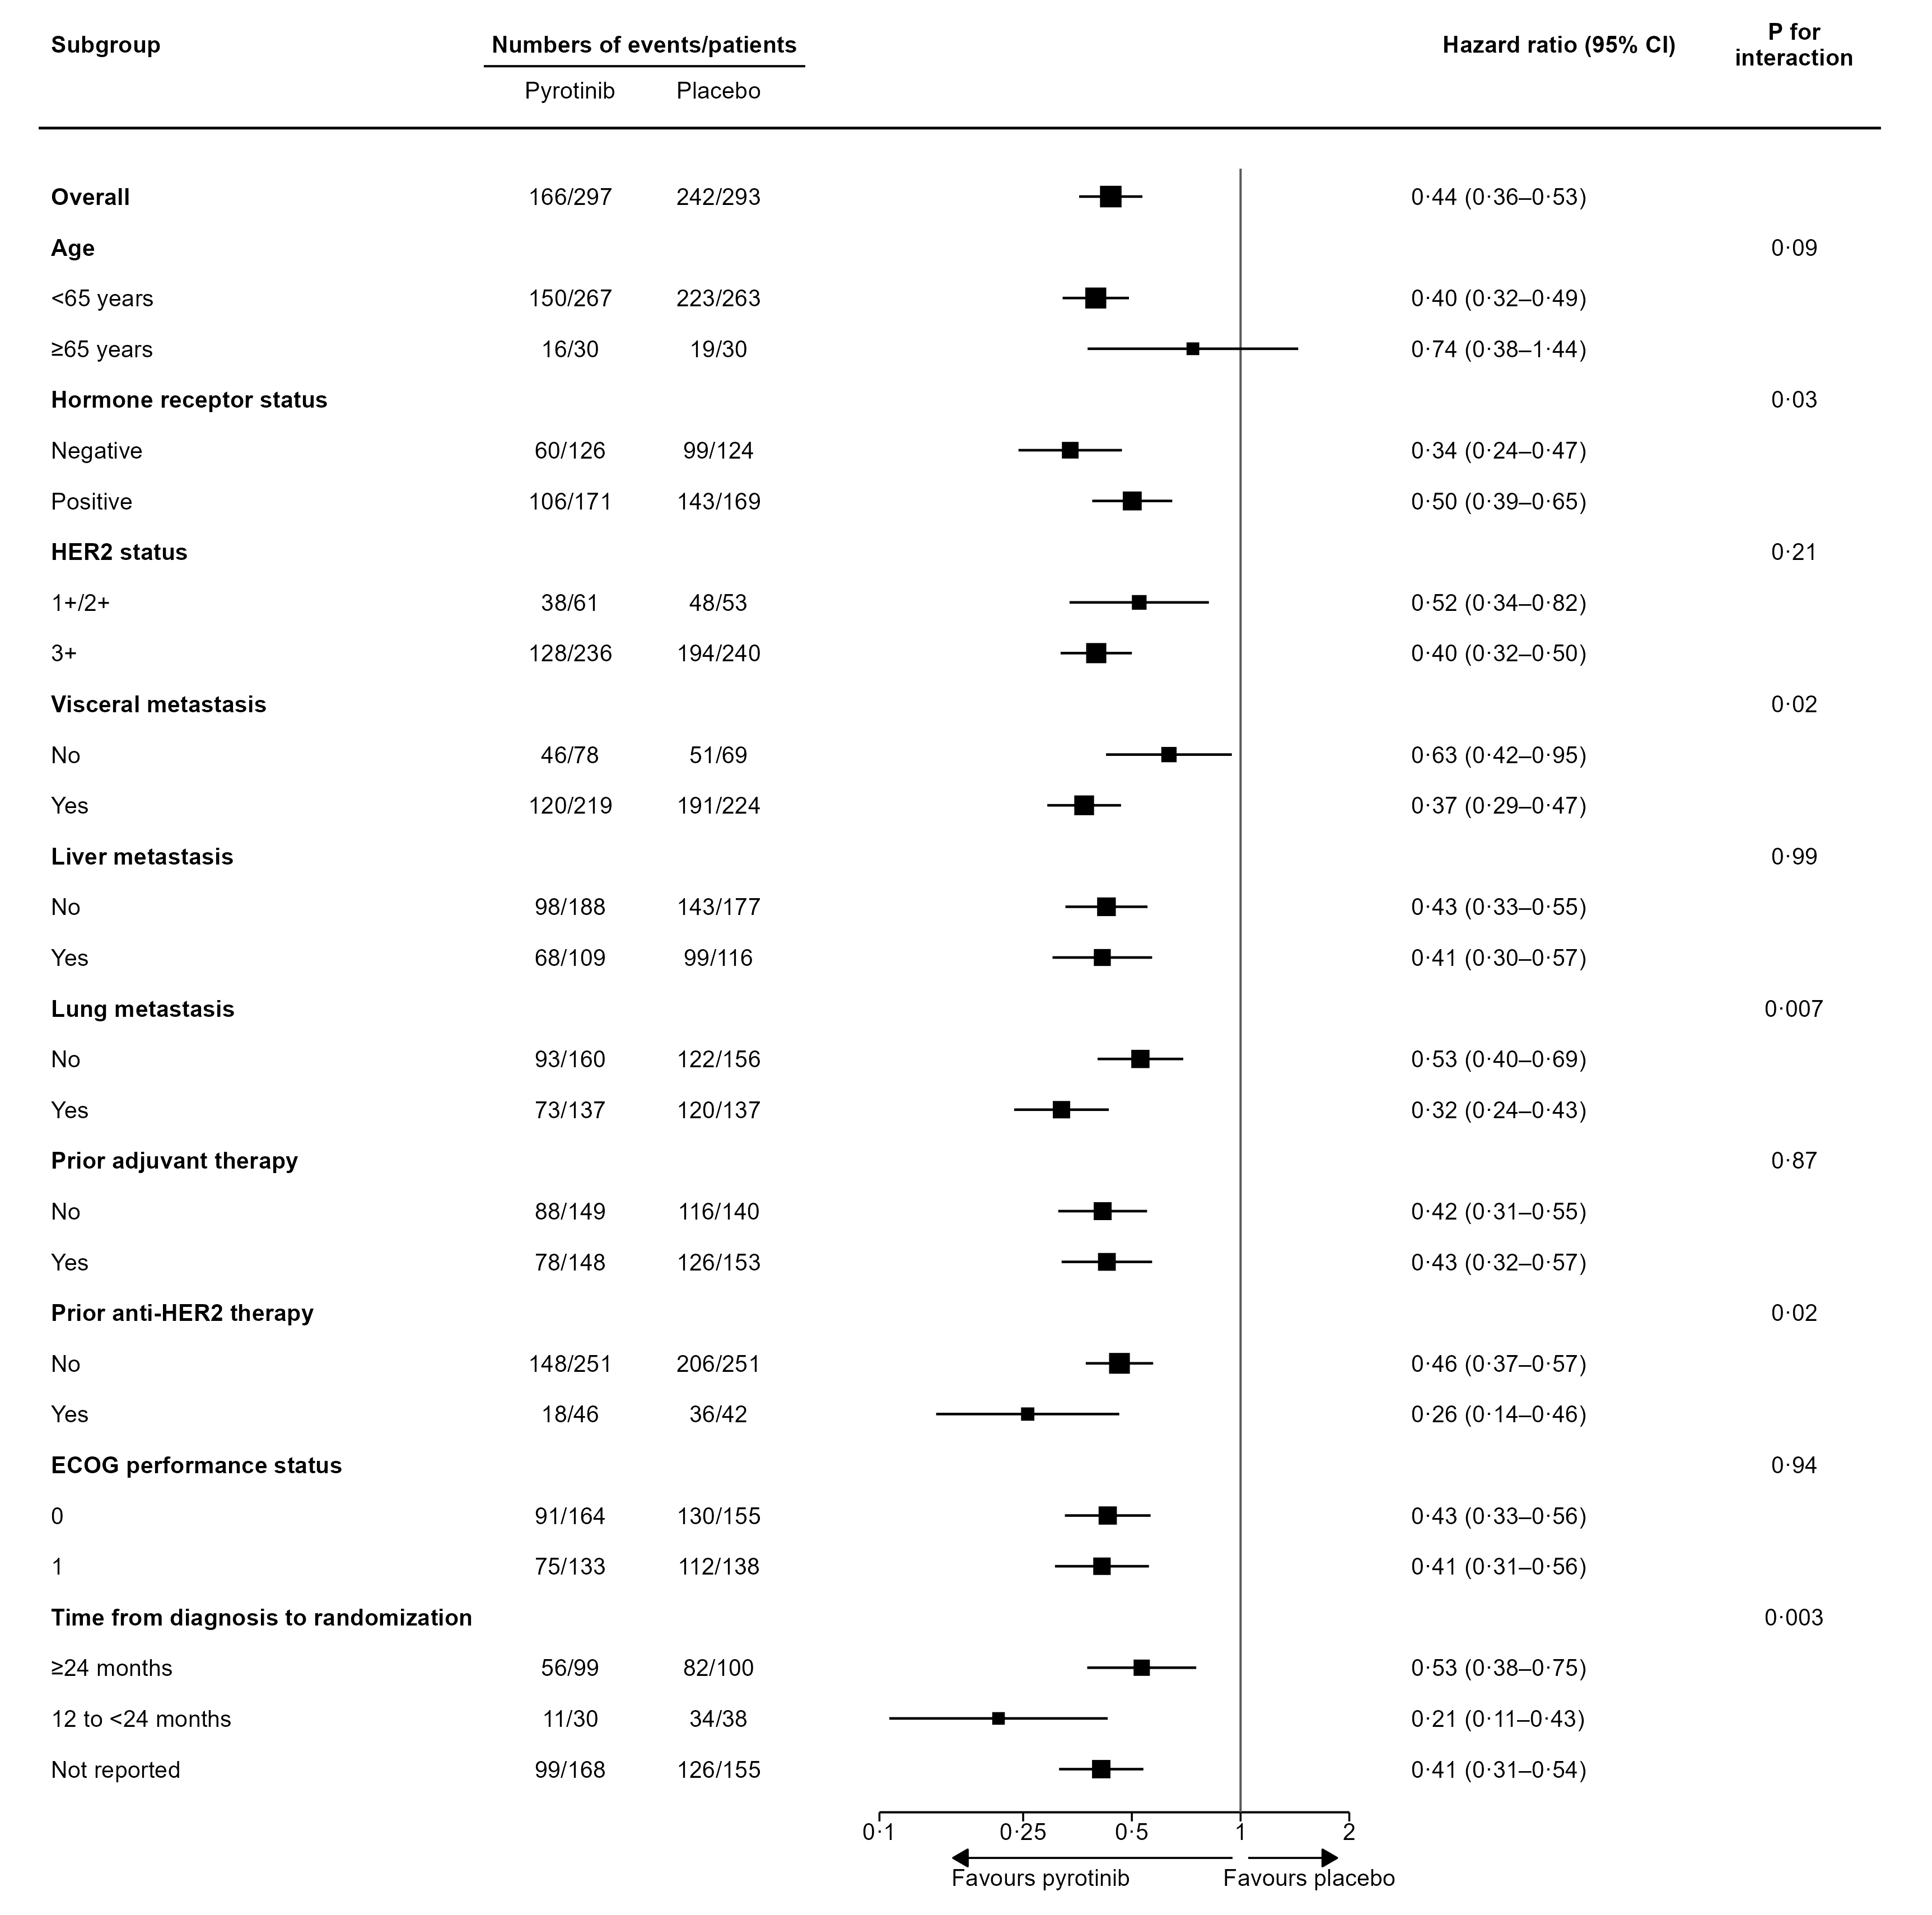 Subgroup Numbers of events/patients Hazard ratio (95% CI) P for interaction
Pyrotinib Placebo
Overall 166/297 242/293 0·44 (0·36–0·53)
Age 0·09
<65 years 150/267 223/263 0·40 (0·32–0·49)
≥65 years 16/30 19/30 0·74 (0·38–1·44)
Hormone receptor status 0·03
Negative 60/126 99/124 0·34 (0·24–0·47)
Positive 106/171 143/169 0·50 (0·39–0·65)
HER2 status 0·21
1+/2+ 38/61 48/53 0·52 (0·34–0·82)
3+ 128/236 194/240 0·40 (0·32–0·50)
Visceral metastasis 0·02
No 46/78 51/69 0·63 (0·42–0·95)
Yes 120/219 191/224 0·37 (0·29–0·47)
Liver metastasis 0·99
No 98/188 143/177 0·43 (0·33–0·55)
Yes 68/109 99/116 0·41 (0·30–0·57)
Lung metastasis 0·007
No 93/160 122/156 0·53 (0·40–0·69)
Yes 73/137 120/137 0·32 (0·24–0·43)
Prior adjuvant therapy 0·87
No 88/149 116/140 0·42 (0·31–0·55)
Yes 78/148 126/153 0·43 (0·32–0·57)
Prior anti-HER2 therapy 0·02
No 148/251 206/251 0·46 (0·37–0·57)
Yes 18/46 36/42 0·26 (0·14–0·46)
ECOG performance status 0·94
0 91/164 130/155 0·43 (0·33–0·56)
1 75/133 112/138 0·41 (0·31–0·56)
Time from diagnosis to randomization 0·003
≥24 months 56/99 82/100 0·53 (0·38–0·75)
12 to <24 months 11/30 34/38 0·21 (0·11–0·43)
Not reported 99/168 126/155 0·41 (0·31–0·54)
0·1 0·25 0·5 1 2
Favours pyrotinib Favours placebo